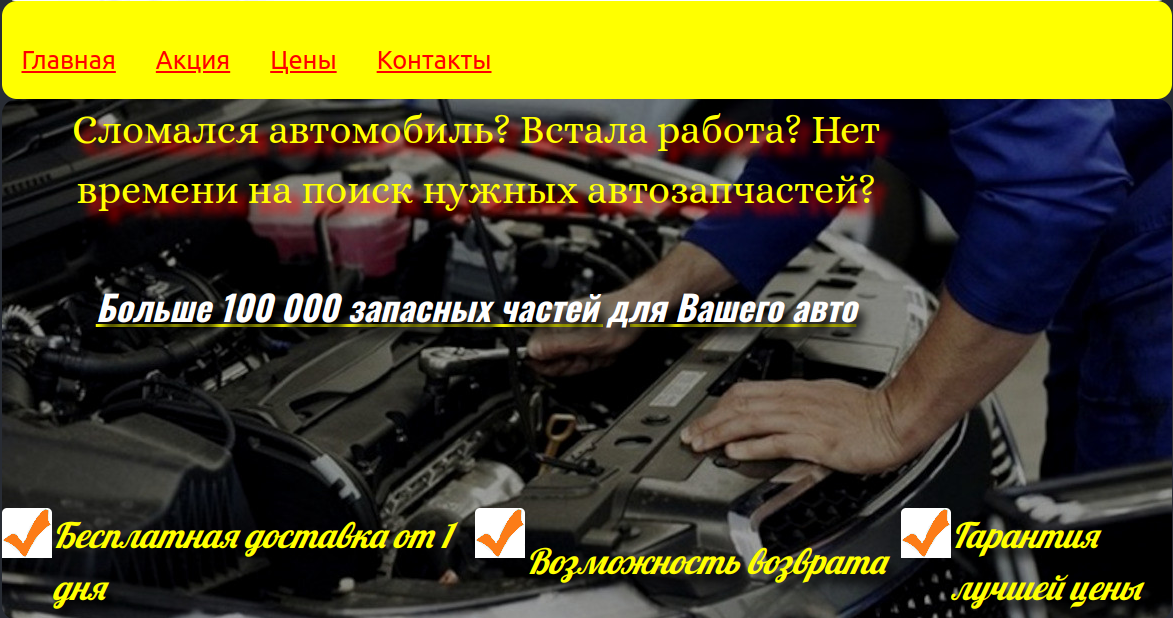 Главная Акция Цены Контакты
Сломался автомобиль? Встала работа? Нет
времени на поиск нужных автозапчастей?
Больше 100 000 запасных частей для Вашего авто
Бесплатная доставка от 1
дня
Возможность возврата
Гарантия
лучшей цены